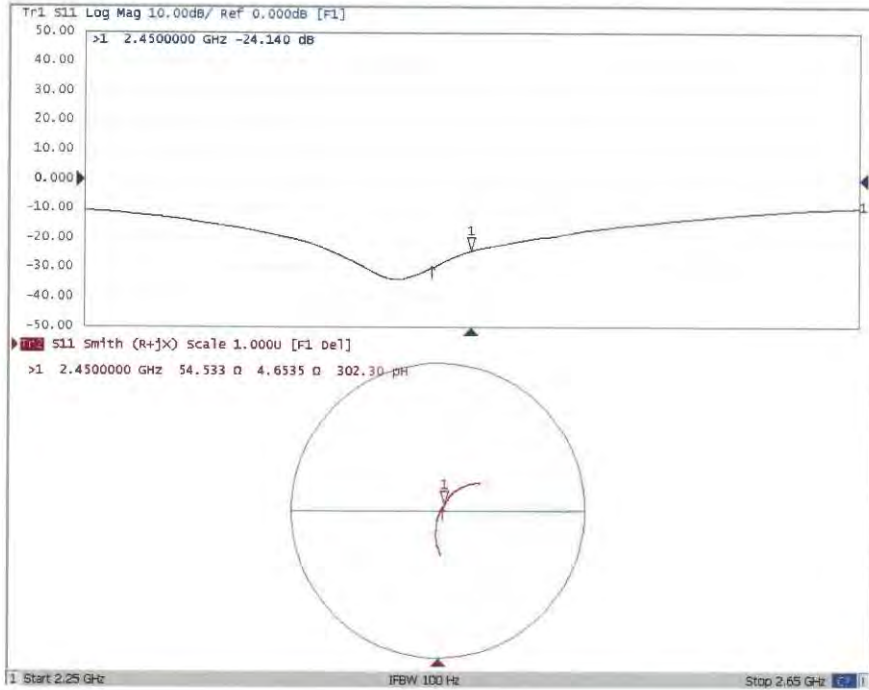 Tr1 S11 Log Mag 10.00dB/ Ref 0.000dB [F1]
50.00
>1 2.4500000 GHz -24.140 dB
40.00
30.00
20.00
10.00
0.000
-10.00
1
-20.00
1
-30.00
-40.00
-50.00
Tr2 S11 Smith (R+jX) Scale 1.000U [F1 Del]
>1 2.4500000 GHz 54.533 Ω 4.6535 Ω 302.30 pH
1
1 Start 2.25 GHz IFBW 100 Hz Stop 2.65 GHz